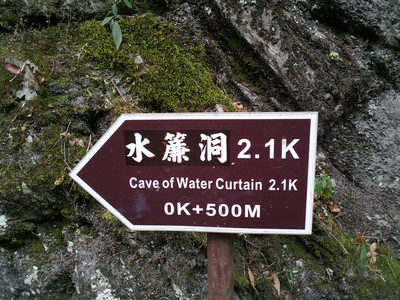 水簾洞 2.1K
Cave of Water Curtain 2.1K
0K+500M